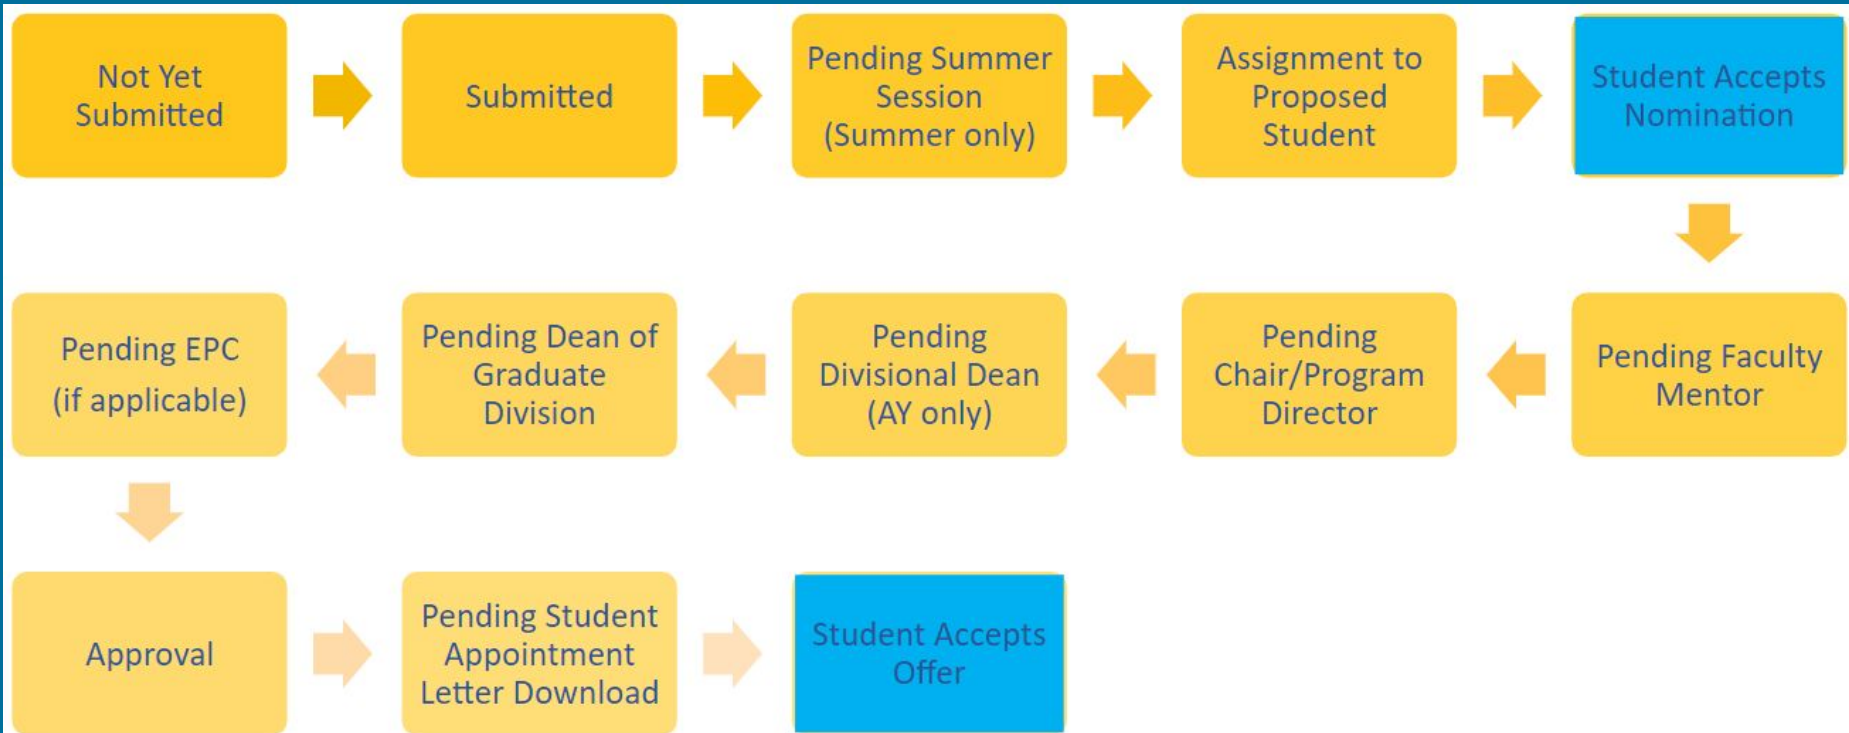 Not Yet
Submitted
Submitted
Pending Summer
Session
(Summer only)
Assignment to
Proposed
Student
Student Accepts
Nomination
Pending Faculty
Mentor
Pending
Chair/Program
Director
Pending
Divisional Dean
(AY only)
Pending Dean of
Graduate
Division
Pending EPC
(if applicable)
Approval
Pending Student
Appointment
Letter Download
Student Accepts
Offer